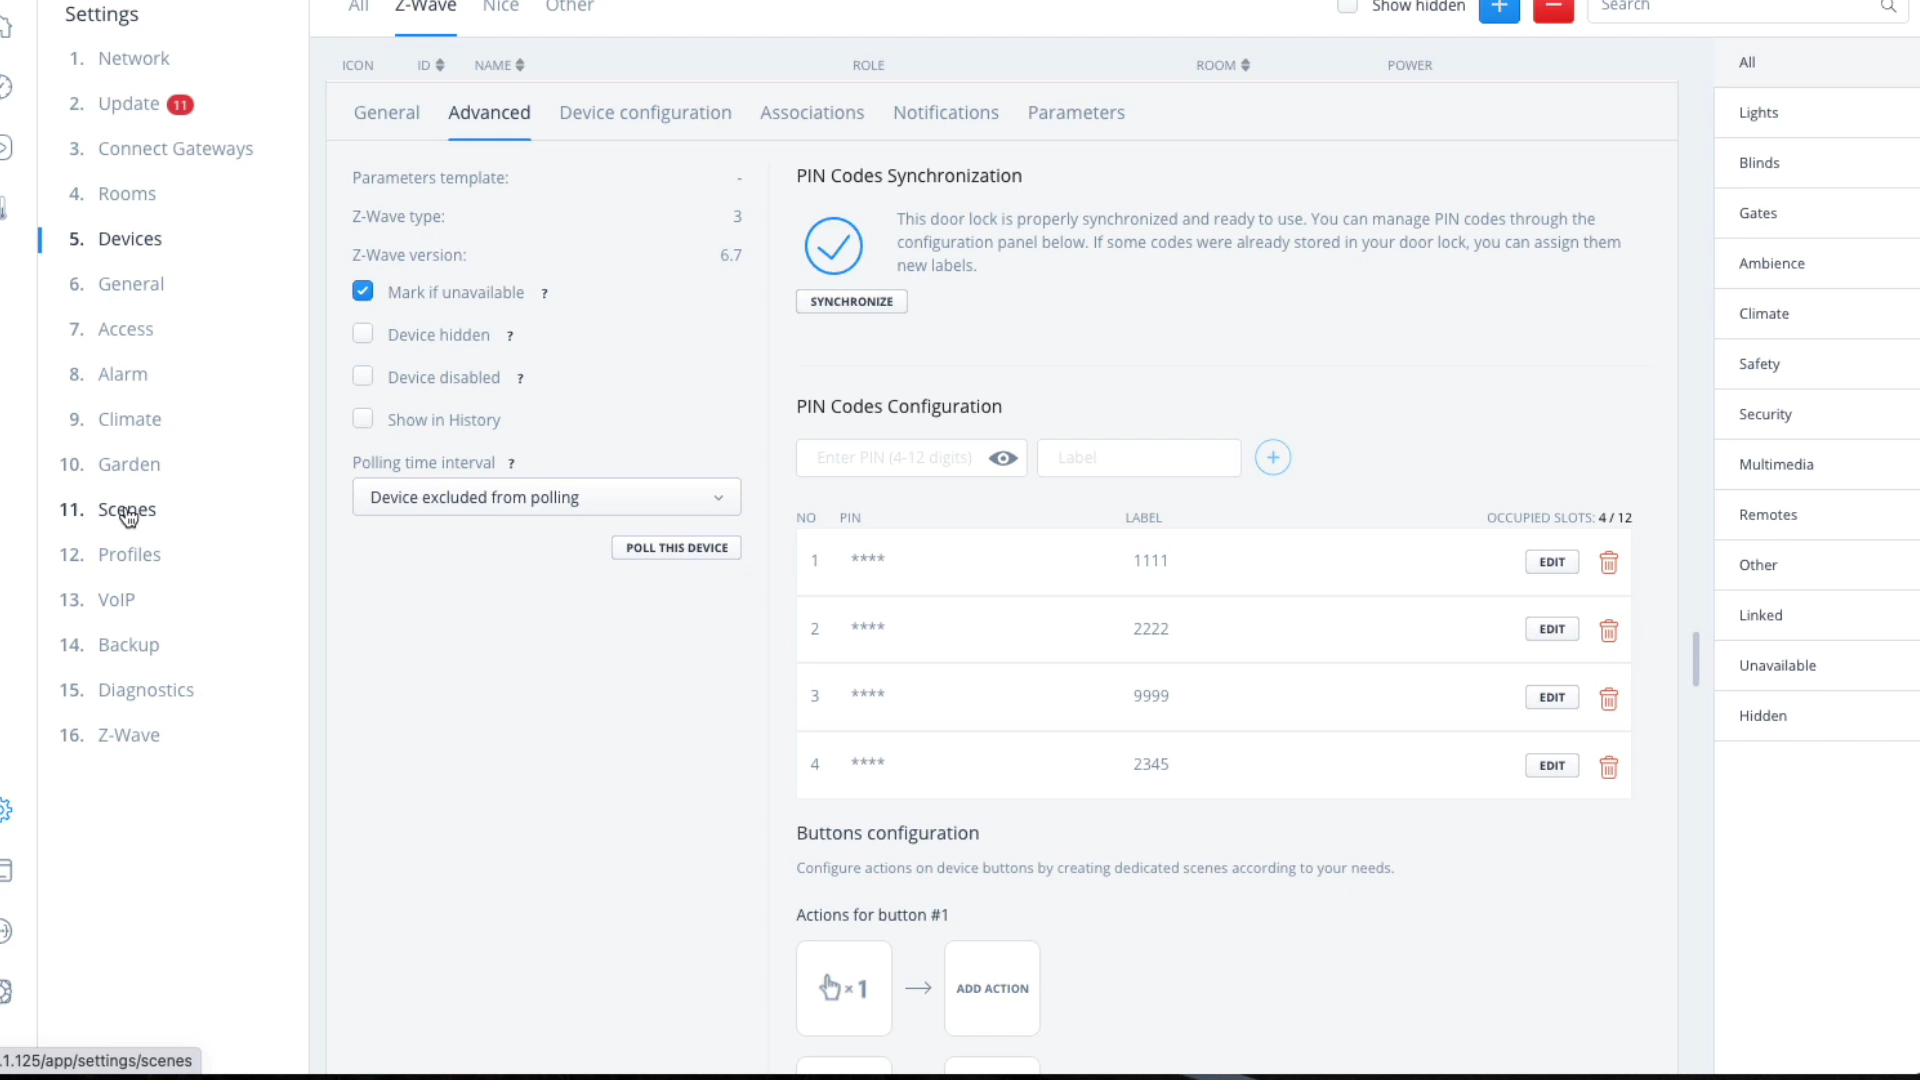 Settings
1. Network
2. Update 11
3. Connect Gateways
4. Rooms
5. Devices
6. General
7. Access
8. Alarm
9. Climate
10. Garden
11. Scenes
12. Profiles
13. VoIP
14. Backup
15. Diagnostics
16. Z-Wave
.1.125/app/settings/scenes
All Z-Wave Nice Other Show hidden Search
ICON ID NAME ROLE ROOM POWER
General Advanced Device configuration Associations Notifications Parameters
Parameters template: -
Z-Wave type: 3
Z-Wave version: 6.7
Mark if unavailable ?
Device hidden ?
Device disabled ?
Show in History
Polling time interval ?
Device excluded from polling
POLL THIS DEVICE
PIN Codes Synchronization
This door lock is properly synchronized and ready to use. You can manage PIN codes through the
configuration panel below. If some codes were already stored in your door lock, you can assign them
new labels.
SYNCHRONIZE
PIN Codes Configuration
Enter PIN (4-12 digits) Label
NO PIN LABEL OCCUPIED SLOTS: 4 / 12
1 **** 1111 EDIT
2 **** 2222 EDIT
3 **** 9999 EDIT
4 **** 2345 EDIT
Buttons configuration
Configure actions on device buttons by creating dedicated scenes according to your needs.
Actions for button #1
× 1 → ADD ACTION
All
Lights
Blinds
Gates
Ambience
Climate
Safety
Security
Multimedia
Remotes
Other
Linked
Unavailable
Hidden